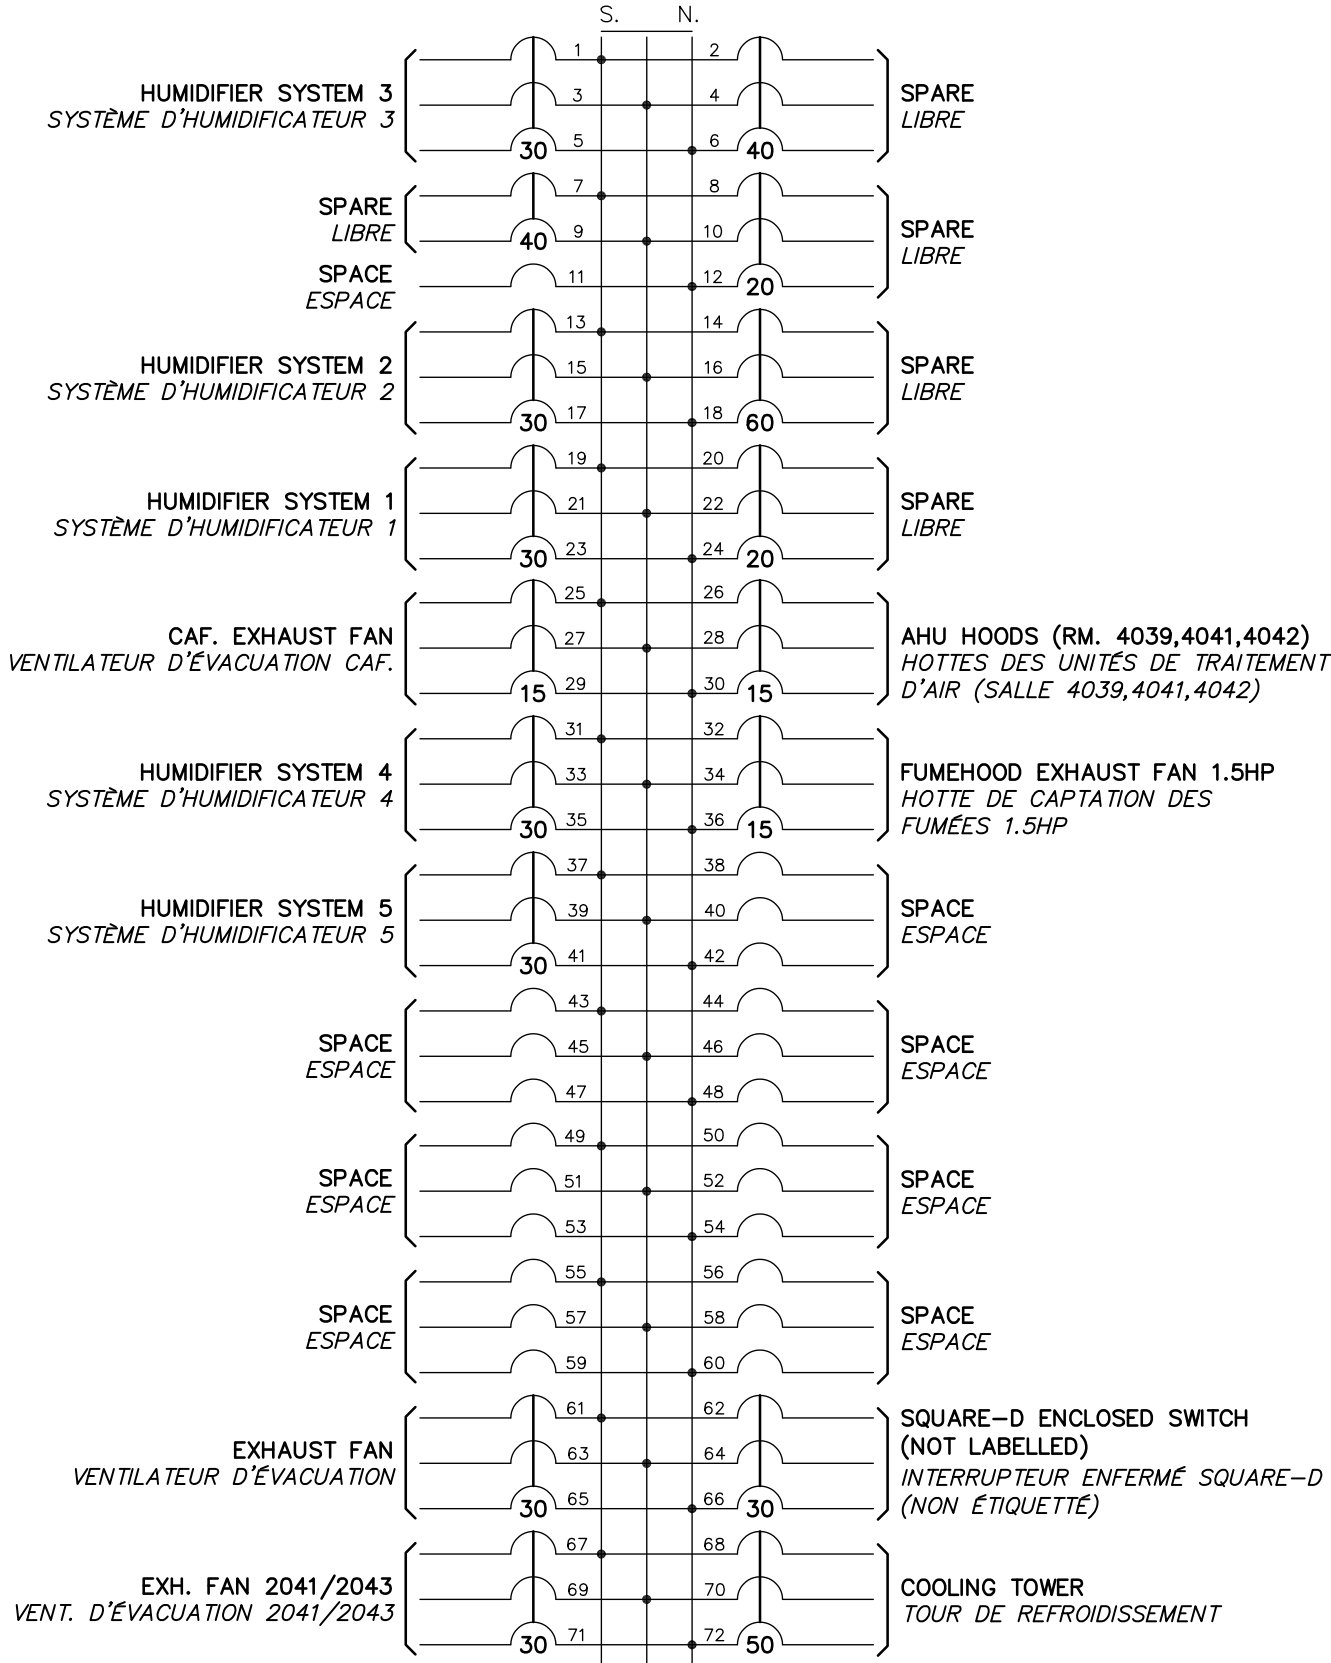 S. N.
1 2
HUMIDIFIER SYSTEM 3
SYSTÈME D'HUMIDIFICATEUR 3
3 4
SPARE
LIBRE
30 5 6 40
7 8
SPARE
LIBRE
40 9 10
SPARE
LIBRE
SPACE
ESPACE
11 12 20
13 14
HUMIDIFIER SYSTEM 2
SYSTÈME D'HUMIDIFICATEUR 2
15 16
SPARE
LIBRE
30 17 18 60
19 20
HUMIDIFIER SYSTEM 1
SYSTÈME D'HUMIDIFICATEUR 1
21 22
SPARE
LIBRE
30 23 24 20
25 26
CAF. EXHAUST FAN
VENTILATEUR D'ÉVACUATION CAF.
27 28
AHU HOODS (RM. 4039,4041,4042)
HOTTES DES UNITÉS DE TRAITEMENT
D'AIR (SALLE 4039,4041,4042)
15 29 30 15
31 32
HUMIDIFIER SYSTEM 4
SYSTÈME D'HUMIDIFICATEUR 4
33 34
FUMEHOOD EXHAUST FAN 1.5HP
HOTTE DE CAPTATION DES
FUMÉES 1.5HP
30 35 36 15
37 38
HUMIDIFIER SYSTEM 5
SYSTÈME D'HUMIDIFICATEUR 5
39 40
SPACE
ESPACE
30 41 42
43 44
SPACE
ESPACE
45 46
SPACE
ESPACE
47 48
49 50
SPACE
ESPACE
51 52
SPACE
ESPACE
53 54
55 56
SPACE
ESPACE
57 58
SPACE
ESPACE
59 60
61 62
EXHAUST FAN
VENTILATEUR D'ÉVACUATION
63 64
SQUARE-D ENCLOSED SWITCH
(NOT LABELLED)
INTERRUPTEUR ENFERMÉ SQUARE-D
(NON ÉTIQUETTÉ)
30 65 66 30
67 68
EXH. FAN 2041/2043
VENT. D'ÉVACUATION 2041/2043
69 70
COOLING TOWER
TOUR DE REFROIDISSEMENT
30 71 72 50